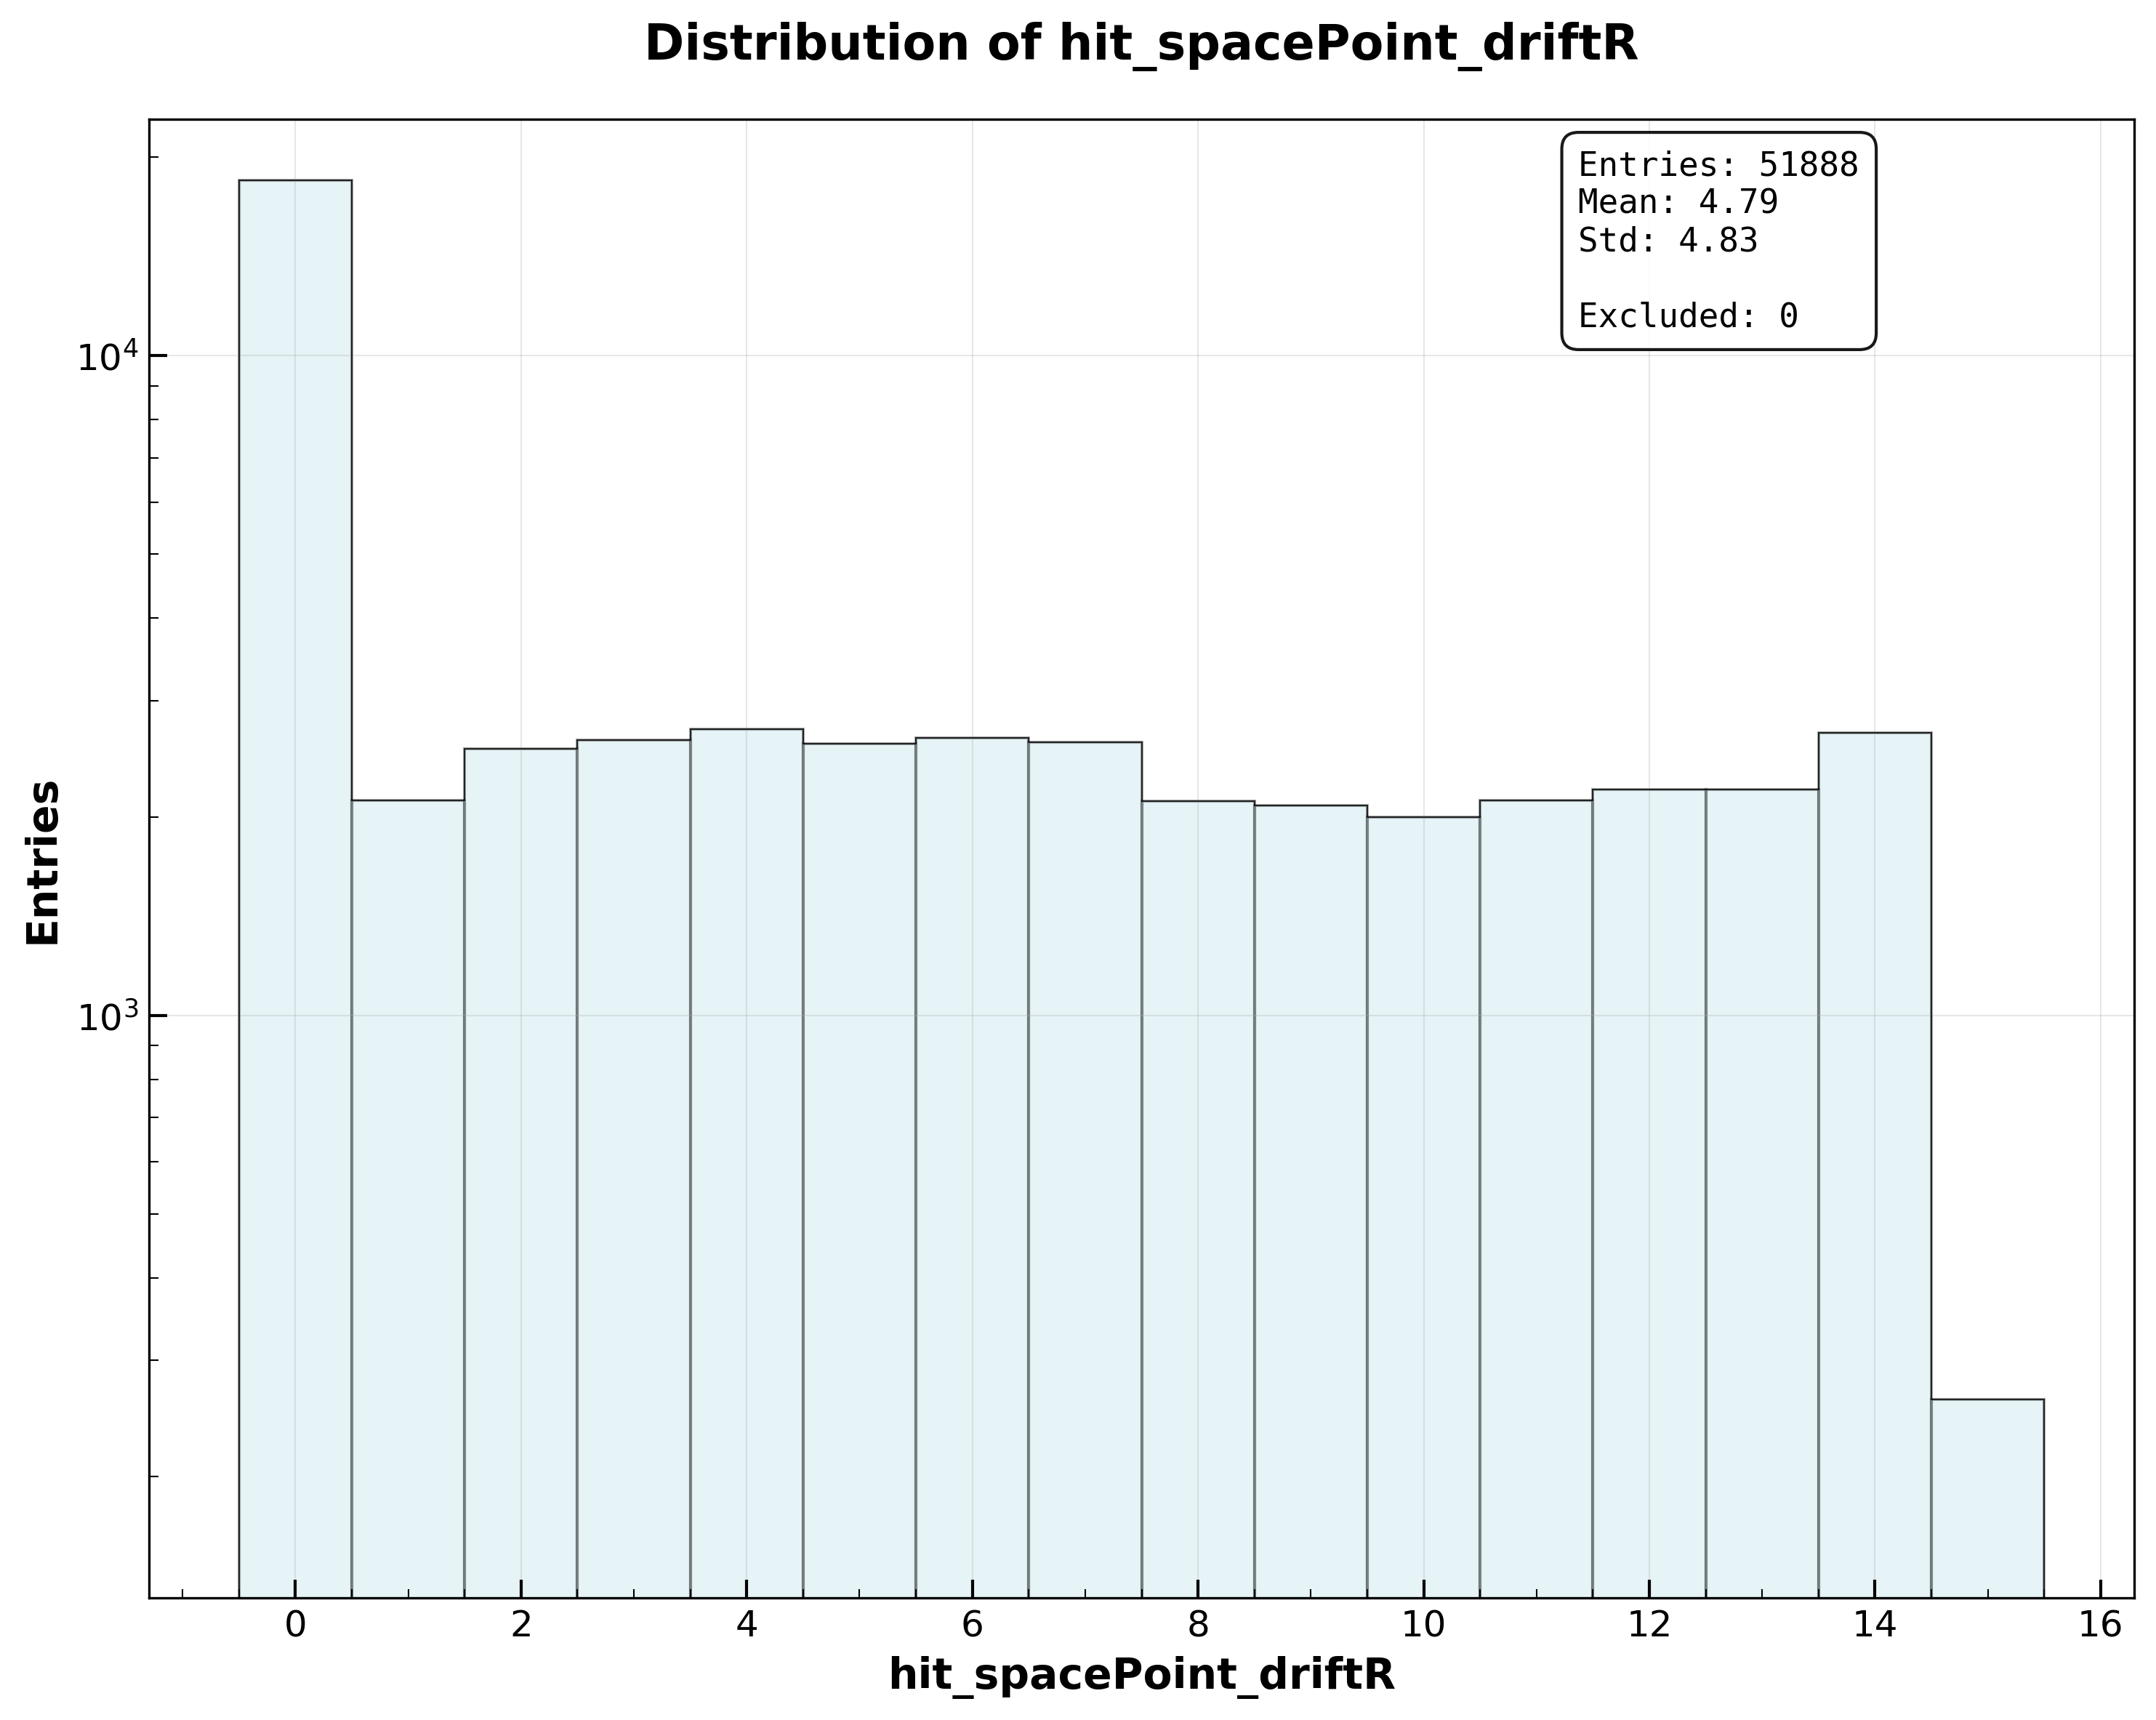 Distribution of hit_spacePoint_driftR
Entries: 51888
Mean: 4.79
Std: 4.83
Excluded: 0
10⁴
10³
Entries
0 2 4 6 8 10 12 14 16
hit_spacePoint_driftR